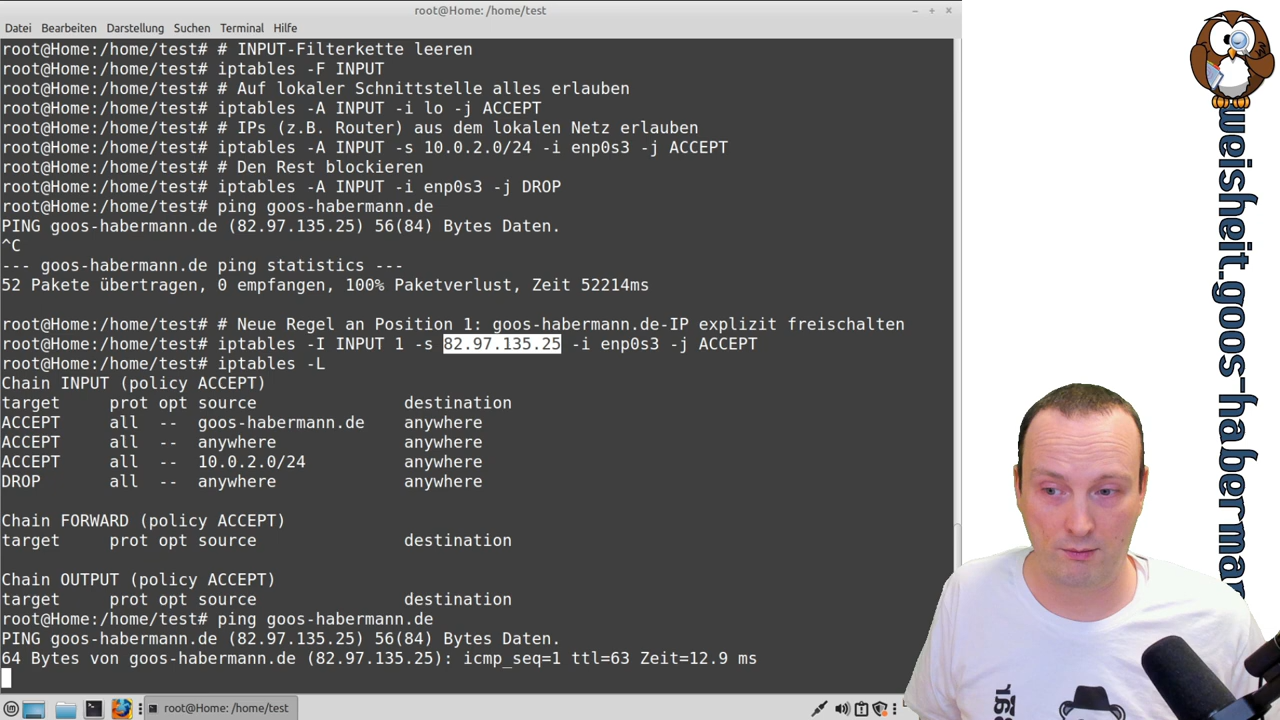 root@Home: /home/test
Datei Bearbeiten Darstellung Suchen Terminal Hilfe
root@Home:/home/test# # INPUT-Filterkette leeren
root@Home:/home/test# iptables -F INPUT
root@Home:/home/test# # Auf lokaler Schnittstelle alles erlauben
root@Home:/home/test# iptables -A INPUT -i lo -j ACCEPT
root@Home:/home/test# # IPs (z.B. Router) aus dem lokalen Netz erlauben
root@Home:/home/test# iptables -A INPUT -s 10.0.2.0/24 -i enp0s3 -j ACCEPT
root@Home:/home/test# # Den Rest blockieren
root@Home:/home/test# iptables -A INPUT -i enp0s3 -j DROP
root@Home:/home/test# ping goos-habermann.de
PING goos-habermann.de (82.97.135.25) 56(84) Bytes Daten.
^C
--- goos-habermann.de ping statistics ---
52 Pakete übertragen, 0 empfangen, 100% Paketverlust, Zeit 52214ms
root@Home:/home/test# # Neue Regel an Position 1: goos-habermann.de-IP explizit freischalten
root@Home:/home/test# iptables -I INPUT 1 -s 82.97.135.25 -i enp0s3 -j ACCEPT
root@Home:/home/test# iptables -L
Chain INPUT (policy ACCEPT)
target     prot opt source               destination
ACCEPT     all  --  goos-habermann.de    anywhere
ACCEPT     all  --  anywhere             anywhere
ACCEPT     all  --  10.0.2.0/24          anywhere
DROP       all  --  anywhere             anywhere
Chain FORWARD (policy ACCEPT)
target     prot opt source               destination
Chain OUTPUT (policy ACCEPT)
target     prot opt source               destination
root@Home:/home/test# ping goos-habermann.de
PING goos-habermann.de (82.97.135.25) 56(84) Bytes Daten.
64 Bytes von goos-habermann.de (82.97.135.25): icmp_seq=1 ttl=63 Zeit=12.9 ms
root@Home: /home/test
weisheit.goos-haberma